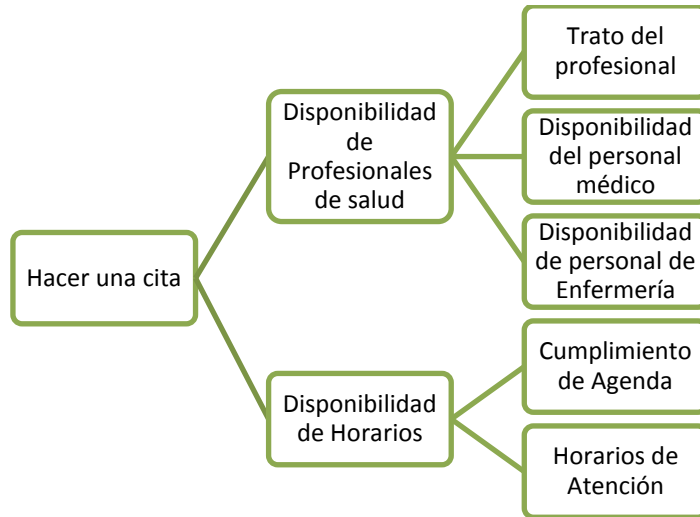 Hacer una cita
Disponibilidad
de
Profesionales
de salud
Trato del
profesional
Disponibilidad
del personal
médico
Disponibilidad
de personal de
Enfermería
Disponibilidad
de Horarios
Cumplimiento
de Agenda
Horarios de
Atención